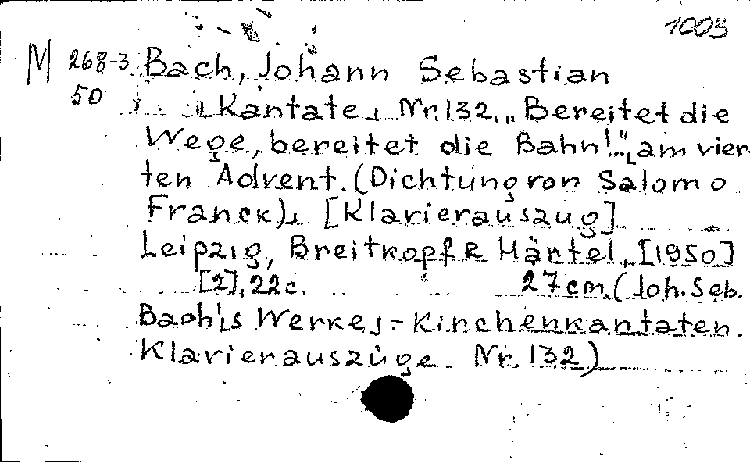 1003
M 268-3 Bach, Johann Sebastian
50 [Kantate, Nr. 132, „Bereitet die
Wege, bereitet die Bahn!..", am vier
ten Advent. (Dichtung von Salomo
Franck), [Klavierauszug]
Leipzig, Breitkopf & Härtel, [1950]
[2], 22 c. 27 cm. (Joh. Seb.
Bach's Werke, - Kirchenkantaten.
Klavierauszüge Nr. 132)